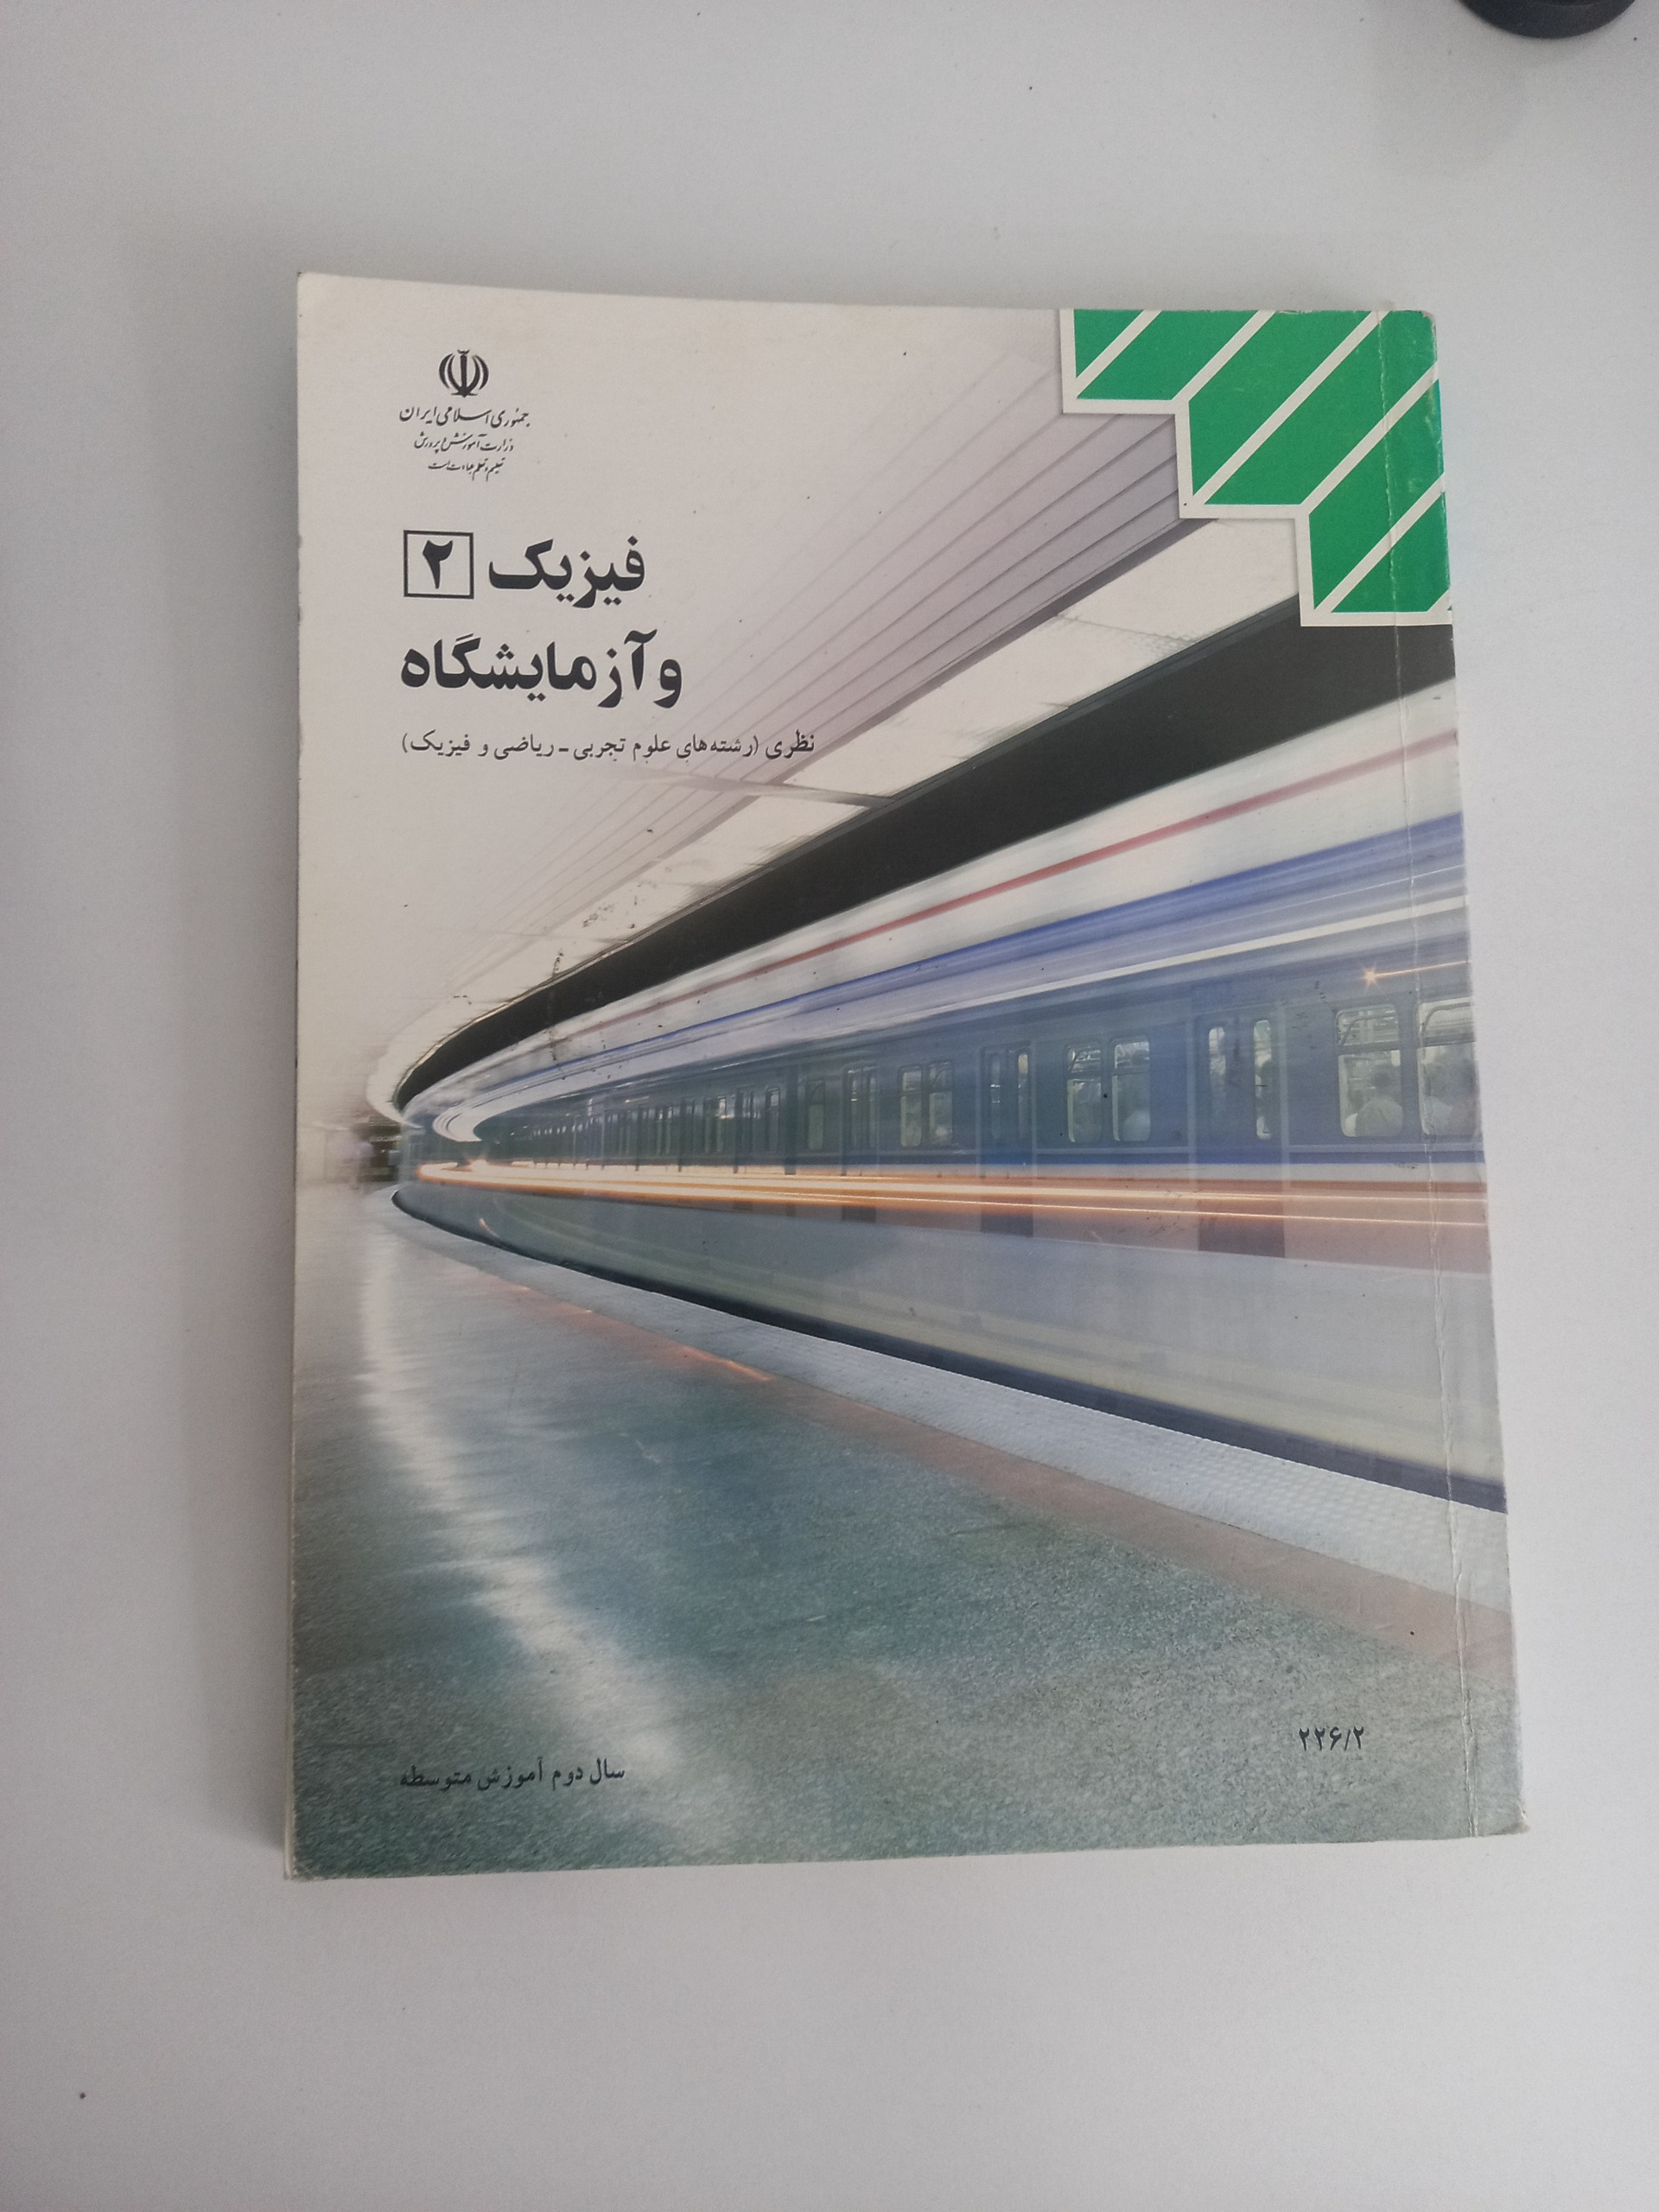 جمهوری اسلامی ایران
وزارت آموزش و پرورش
تعلیم و تعلم عبادت است
فیزیک ۲
و آزمایشگاه
نظری (رشته‌های علوم تجربی ـ ریاضی و فیزیک)
۲۲۶/۲
سال دوم آموزش متوسطه